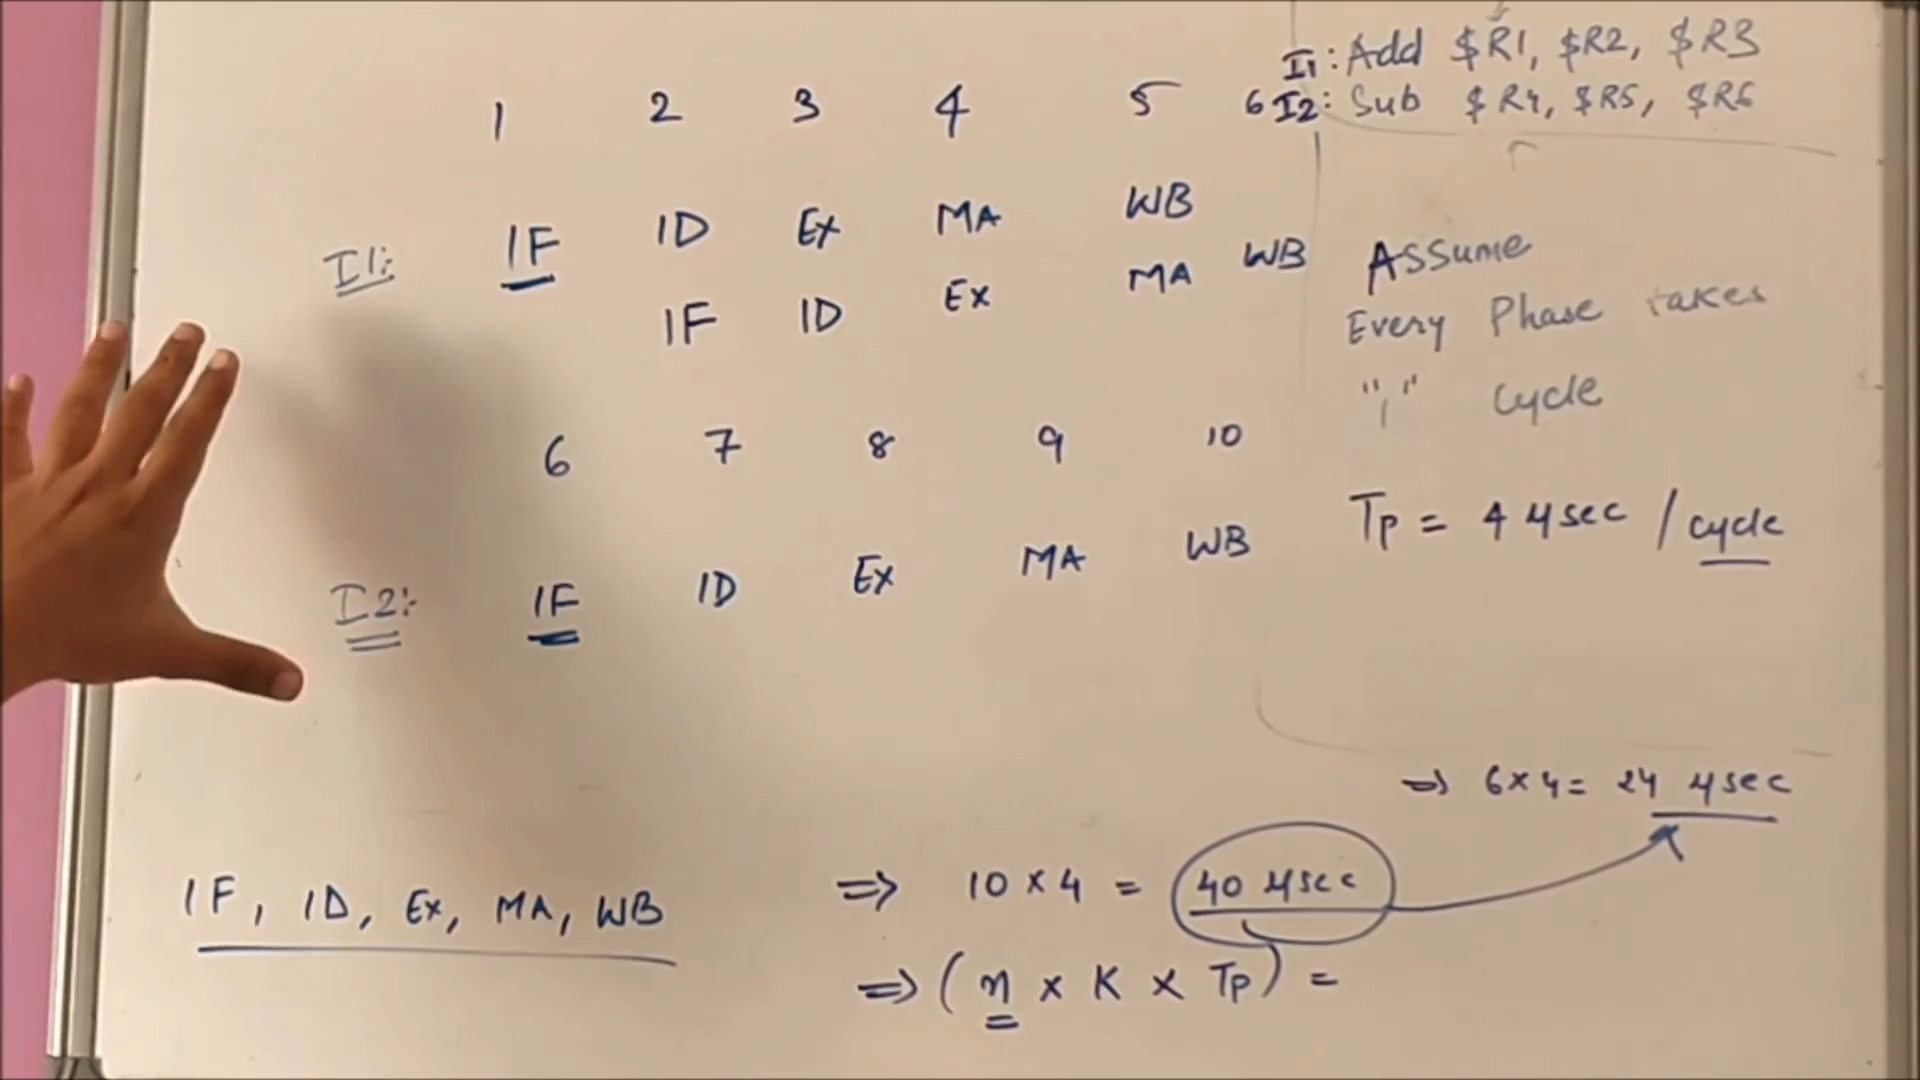 I1: Add $R1, $R2, $R3
1 2 3 4 5 6
I2: Sub $R4, $R5, $R6
I1: IF ID Ex MA WB
IF ID Ex MA WB
Assume
Every Phase takes
"1" cycle
6 7 8 9 10
Tp = 4 μsec / cycle
I2: IF ID Ex MA WB
⇒ 6 x 4 = 24 μsec
IF, ID, Ex, MA, WB
⇒ 10 x 4 = 40 μsec
⇒ (n x K x Tp) =